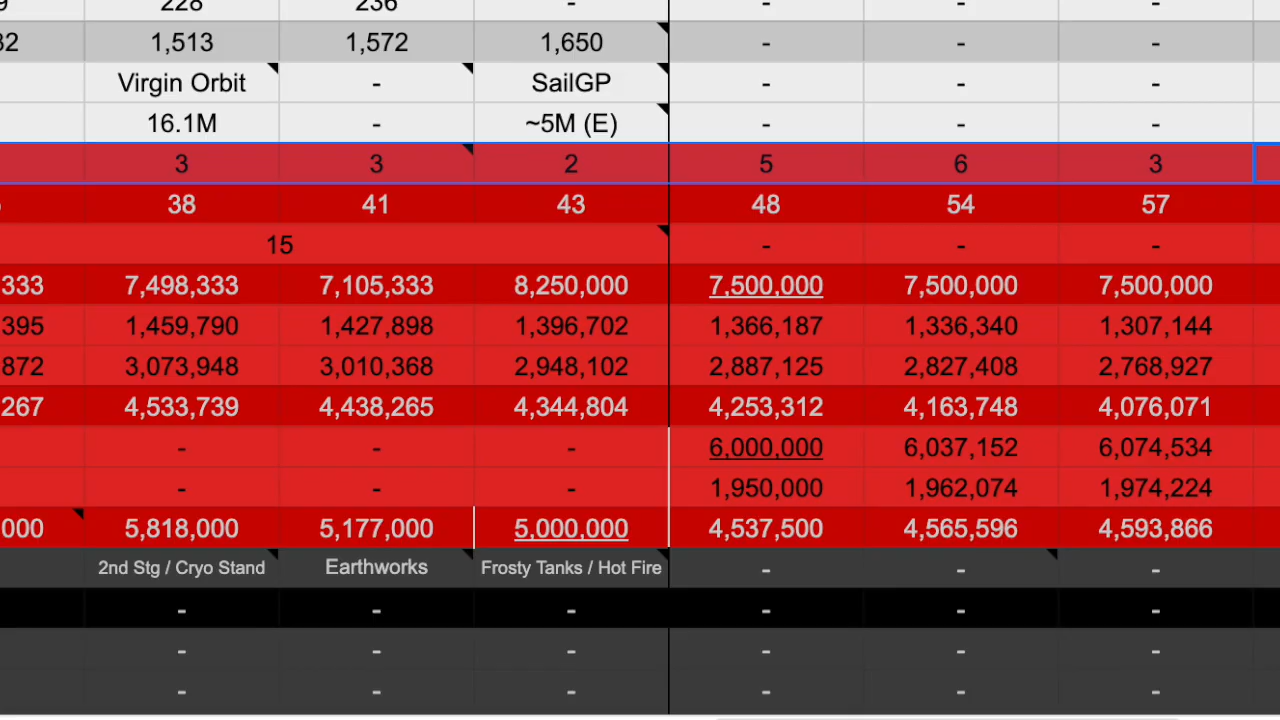 228 236 - - - -
32 1,513 1,572 1,650 - - -
Virgin Orbit - SailGP - - -
16.1M - ~5M (E) - - -
3 3 2 5 6 3
38 41 43 48 54 57
15 - - -
333 7,498,333 7,105,333 8,250,000 7,500,000 7,500,000 7,500,000
395 1,459,790 1,427,898 1,396,702 1,366,187 1,336,340 1,307,144
872 3,073,948 3,010,368 2,948,102 2,887,125 2,827,408 2,768,927
267 4,533,739 4,438,265 4,344,804 4,253,312 4,163,748 4,076,071
- - - 6,000,000 6,037,152 6,074,534
- - - 1,950,000 1,962,074 1,974,224
000 5,818,000 5,177,000 5,000,000 4,537,500 4,565,596 4,593,866
2nd Stg / Cryo Stand Earthworks Frosty Tanks / Hot Fire - - -
- - - - - -
- - - - - -
- - - - - -